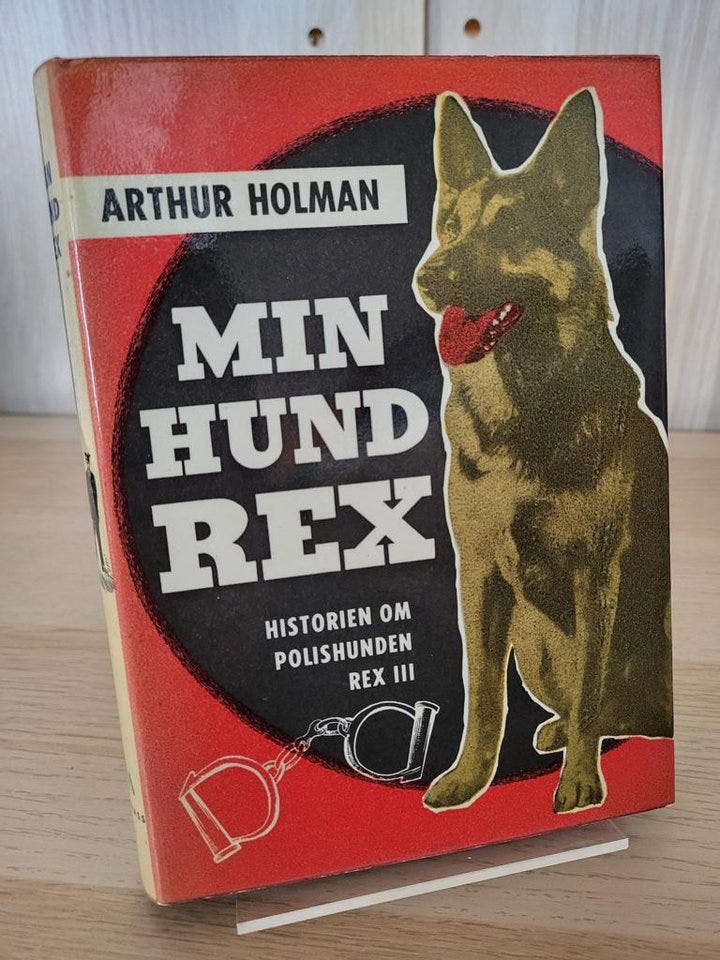 ARTHUR HOLMAN
MIN
HUND
REX
HISTORIEN OM
POLISHUNDEN
REX III